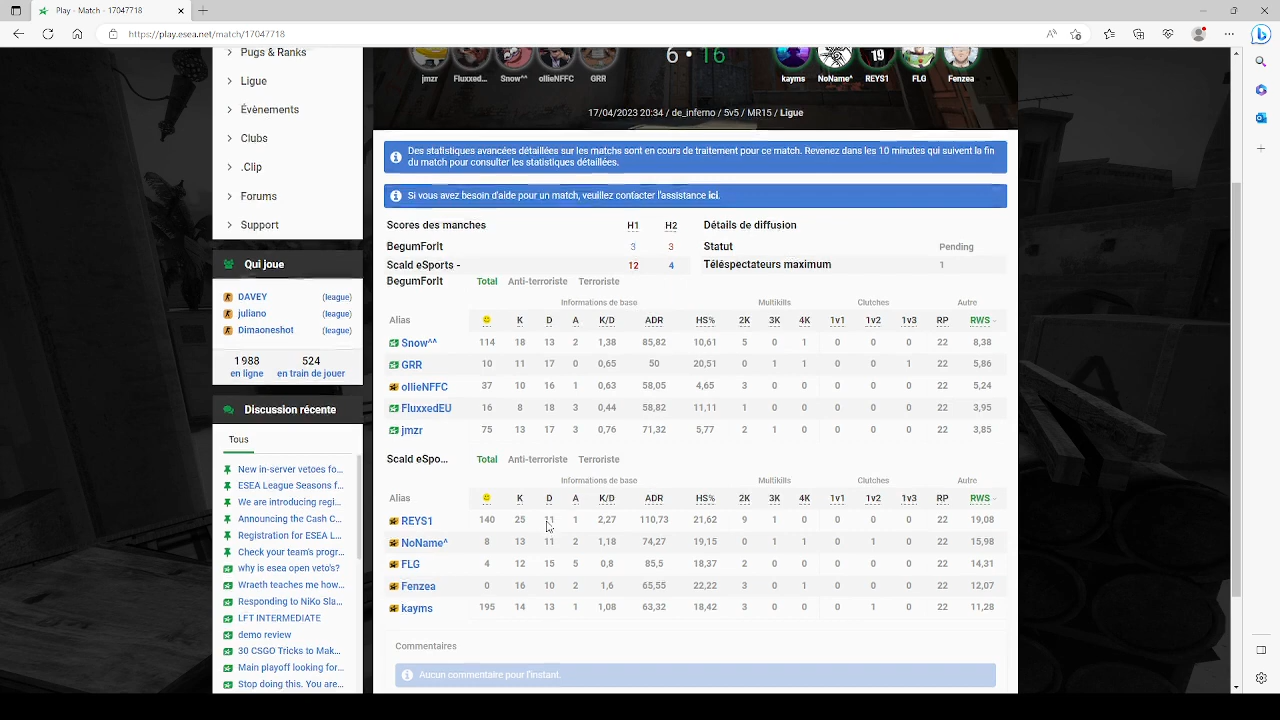 Play - Match - 17047718
https://play.esea.net/match/17047718
Pugs & Ranks
Ligue
Évènements
Clubs
.Clip
Forums
Support
Qui joue
DAVEY (league)
juliano (league)
Dimaoneshot (league)
1 988 524
en ligne en train de jouer
Discussion récente
Tous
New in-server vetoes fo...
ESEA League Seasons f...
We are introducing regi...
Announcing the Cash C...
Registration for ESEA L...
Check your team's progr...
why is esea open veto's?
Wraeth teaches me how...
Responding to NiKo Sla...
LFT INTERMEDIATE
demo review
30 CSGO Tricks to Mak...
Main playoff looking for...
Stop doing this. You are...
6 • 16
19
jmzr Fluxxed... Snow^^ ollieNFFC GRR kayms NoName^ REYS1 FLG Fenzea
17/04/2023 20:34 / de_inferno / 5v5 / MR15 / Ligue
Des statistiques avancées détaillées sur les matchs sont en cours de traitement pour ce match. Revenez dans les 10 minutes qui suivent la fin
du match pour consulter les statistiques détaillées.
Si vous avez besoin d'aide pour un match, veuillez contacter l'assistance ici.
Scores des manches H1 H2 Détails de diffusion
BegumForIt 3 3 Statut Pending
Scald eSports - 12 4 Téléspectateurs maximum 1
BegumForIt Total Anti-terroriste Terroriste
Informations de base Multikills Clutches Autre
Alias K D A K/D ADR HS% 2K 3K 4K 1v1 1v2 1v3 RP RWS
Snow^^ 114 18 13 2 1,38 85,82 10,61 5 0 1 0 0 0 22 8,38
GRR 10 11 17 0 0,65 50 20,51 0 1 1 0 0 1 22 5,86
ollieNFFC 37 10 16 1 0,63 58,05 4,65 3 0 0 0 0 0 22 5,24
FluxxedEU 16 8 18 3 0,44 58,82 11,11 1 0 0 0 0 0 22 3,95
jmzr 75 13 17 3 0,76 71,32 5,77 2 1 0 0 0 0 22 3,85
Scald eSpo... Total Anti-terroriste Terroriste
Informations de base Multikills Clutches Autre
Alias K D A K/D ADR HS% 2K 3K 4K 1v1 1v2 1v3 RP RWS
REYS1 140 25 11 1 2,27 110,73 21,62 9 1 0 0 0 0 22 19,08
NoName^ 8 13 11 2 1,18 74,27 19,15 0 1 1 0 1 0 22 15,98
FLG 4 12 15 5 0,8 85,5 18,37 2 0 0 0 0 0 22 14,31
Fenzea 0 16 10 2 1,6 65,55 22,22 3 0 1 0 0 0 22 12,07
kayms 195 14 13 1 1,08 63,32 18,42 3 0 0 0 1 0 22 11,28
Commentaires
Aucun commentaire pour l'instant.